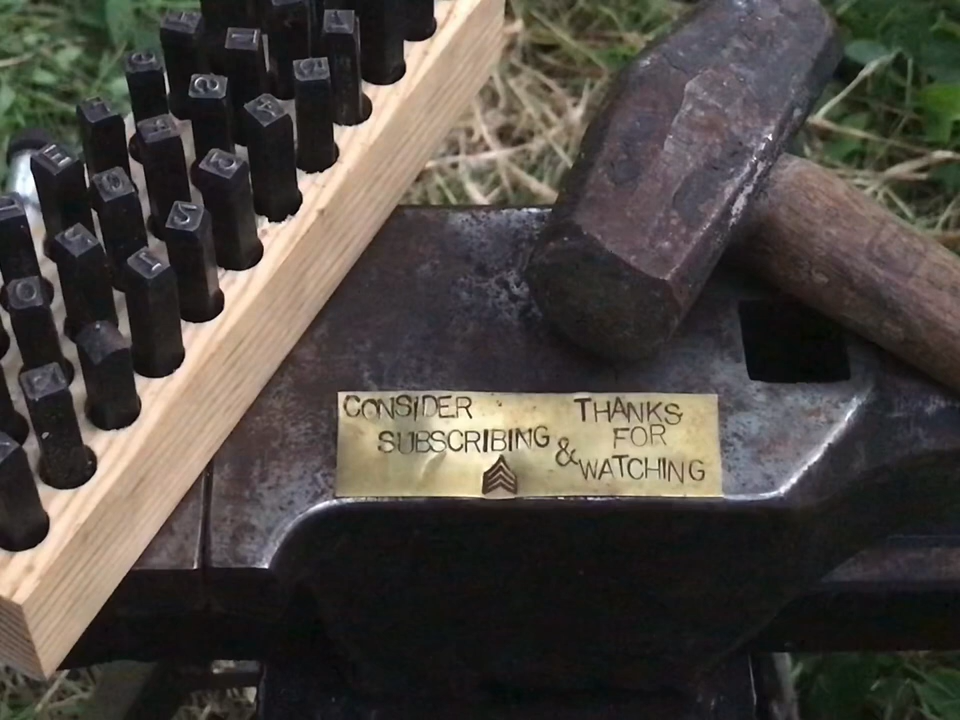 CONSIDER
SUBSCRIBING
&
THANKS
FOR
WATCHING